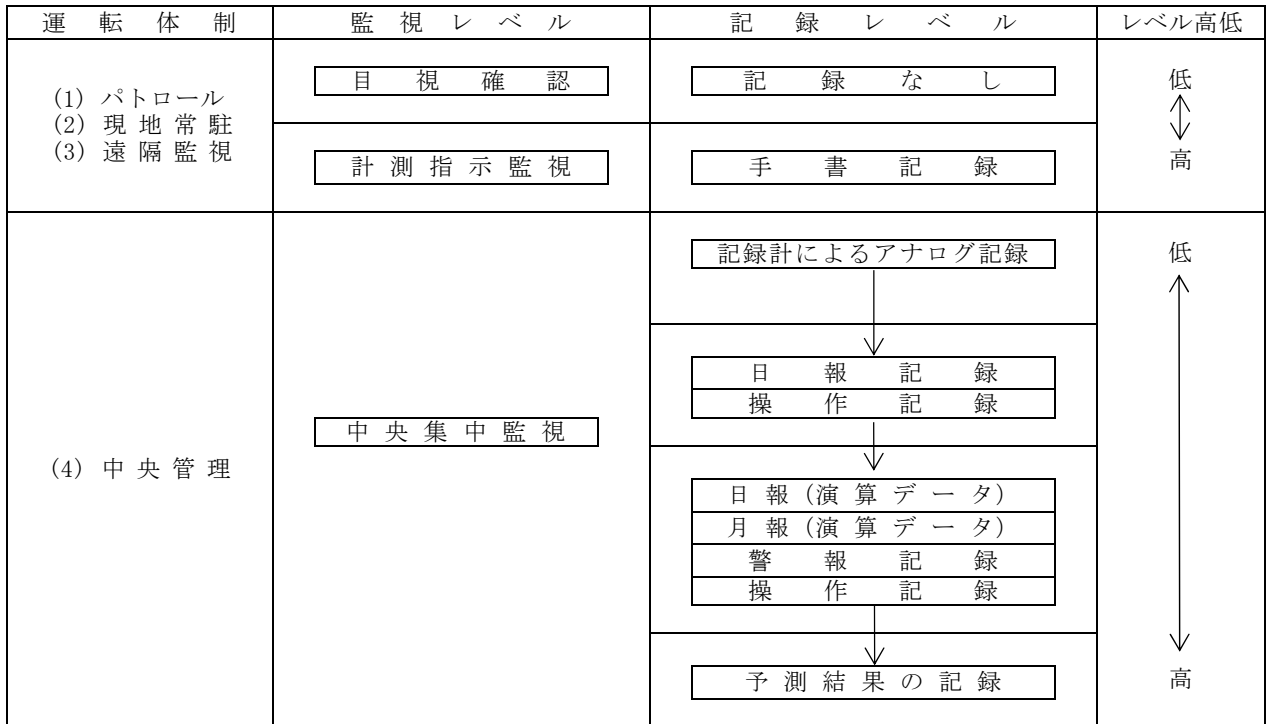 運転体制 監視レベル 記録レベル レベル高低
(1) パトロール
(2) 現地常駐
(3) 遠隔監視
目視確認 記録なし 低
計測指示監視 手書記録 高
(4) 中央管理
中央集中監視
記録計によるアナログ記録 低
日報記録
操作記録
日報(演算データ)
月報(演算データ)
警報記録
操作記録
予測結果の記録 高